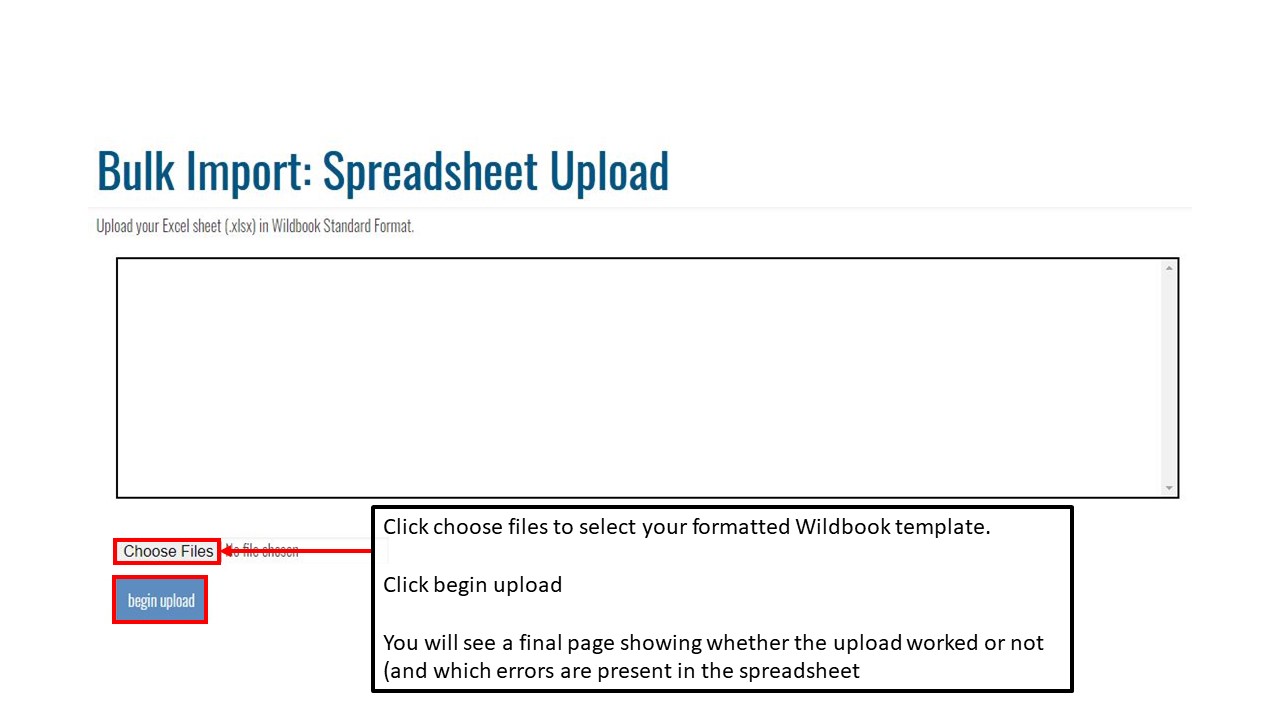 Bulk Import: Spreadsheet Upload
Upload your Excel sheet (.xlsx) in Wildbook Standard Format.
Click choose files to select your formatted Wildbook template.
Choose Files No file chosen
Click begin upload
begin upload
You will see a final page showing whether the upload worked or not
(and which errors are present in the spreadsheet